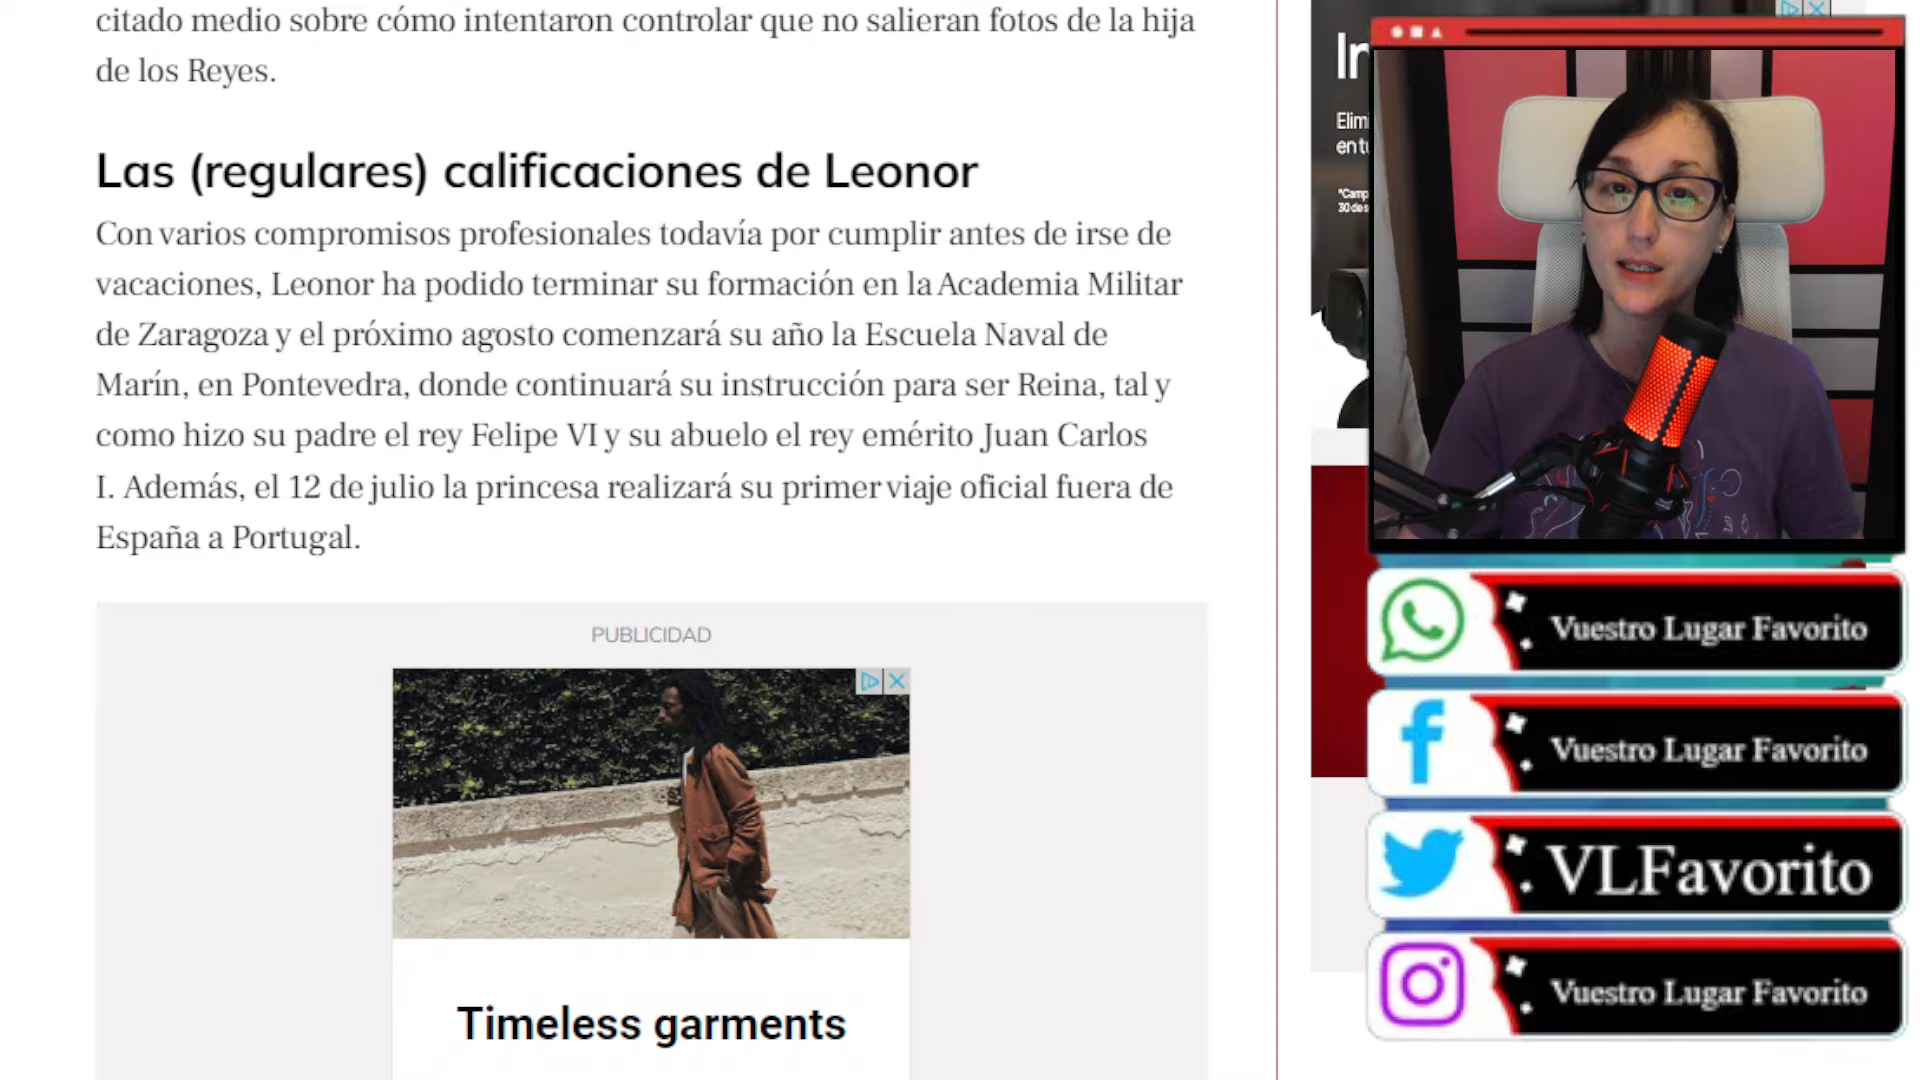 citado medio sobre cómo intentaron controlar que no salieran fotos de la hija
de los Reyes.
Las (regulares) calificaciones de Leonor
Con varios compromisos profesionales todavía por cumplir antes de irse de
vacaciones, Leonor ha podido terminar su formación en la Academia Militar
de Zaragoza y el próximo agosto comenzará su año la Escuela Naval de
Marín, en Pontevedra, donde continuará su instrucción para ser Reina, tal y
como hizo su padre el rey Felipe VI y su abuelo el rey emérito Juan Carlos
I. Además, el 12 de julio la princesa realizará su primer viaje oficial fuera de
España a Portugal.
PUBLICIDAD
Timeless garments
Vuestro Lugar Favorito
Vuestro Lugar Favorito
VLFavorito
Vuestro Lugar Favorito